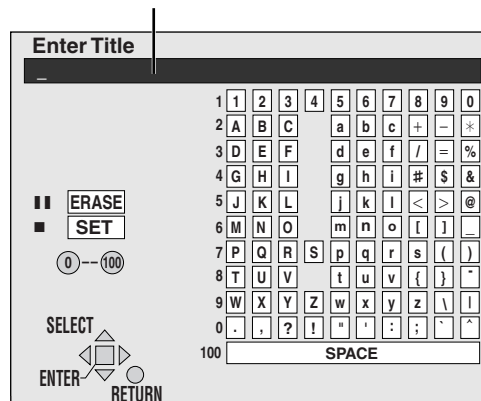 Enter Title
_
1 1 2 3 4 5 6 7 8 9 0
2 A B C a b c + − *
3 D E F d e f / = %
4 G H I g h i # $ &
5 J K L j k l < > @
6 M N O m n o [ ] _
7 P Q R S p q r s ( )
8 T U V t u v { } ¯
9 W X Y Z w x y z \ |
0 . , ? ! " ' : ; ` ^
100 SPACE
ERASE
SET
0 -- 100
SELECT
ENTER
RETURN